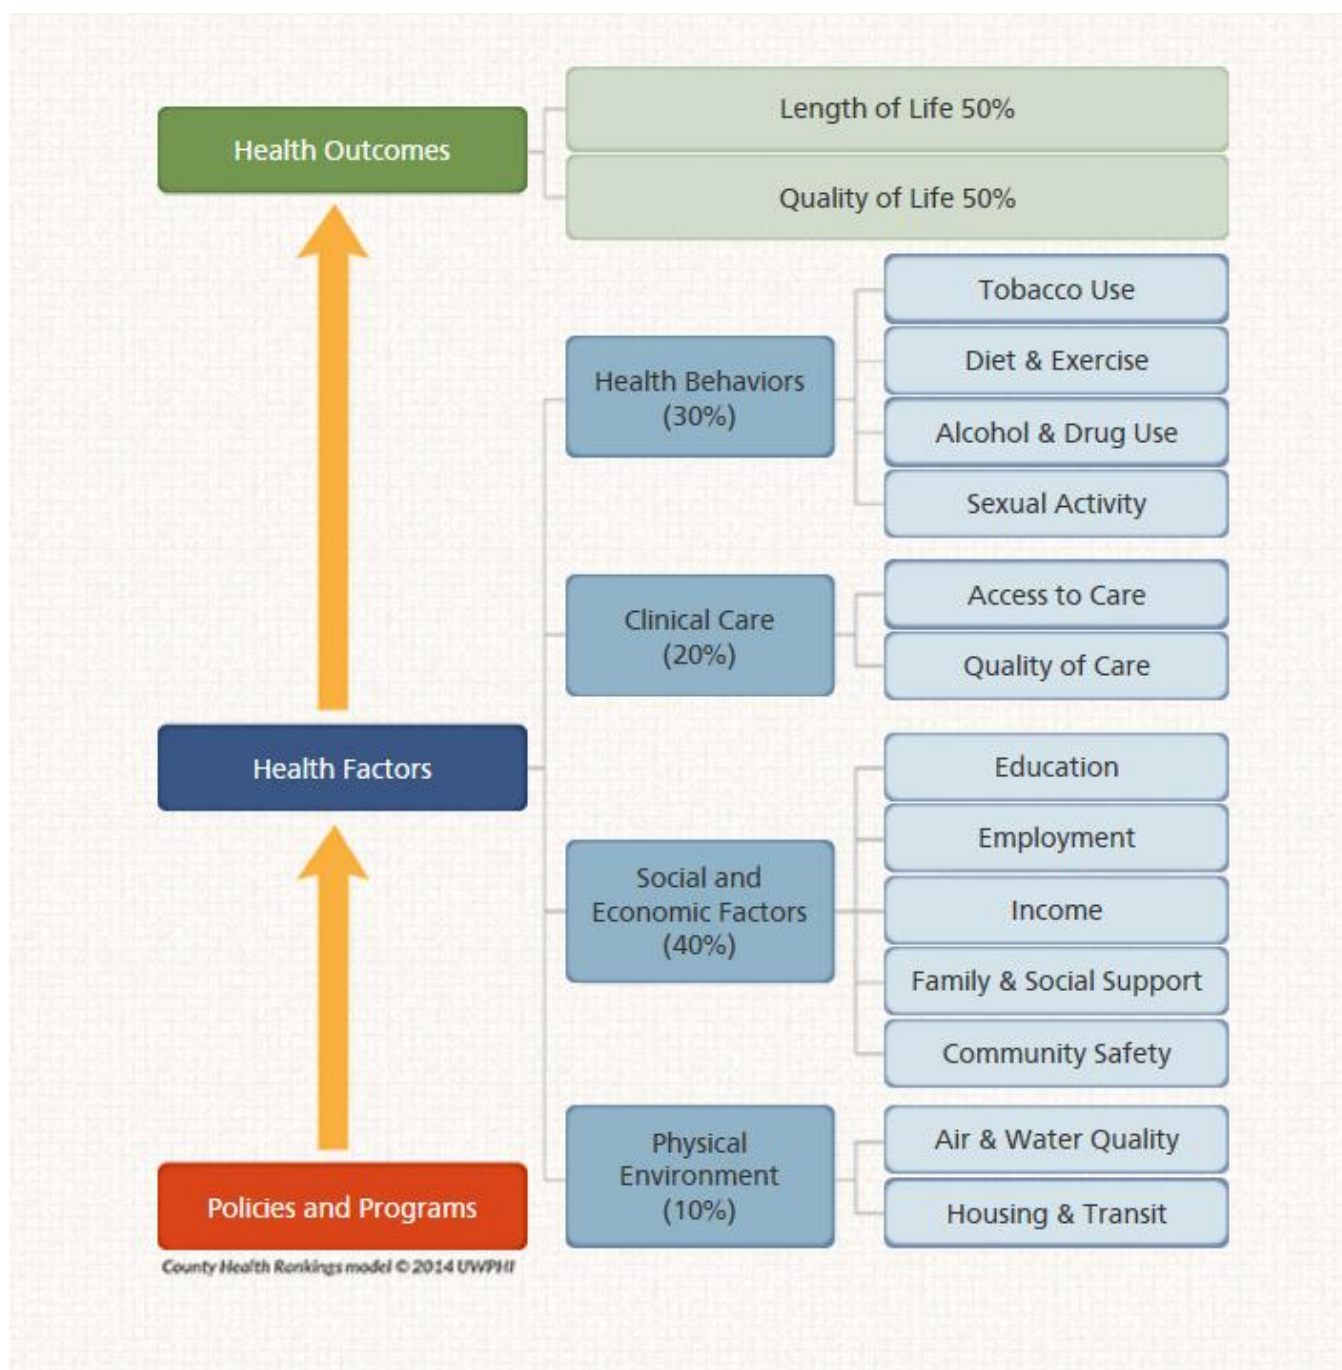 Health Outcomes
Length of Life 50%
Quality of Life 50%
Health Factors
Health Behaviors
(30%)
Tobacco Use
Diet & Exercise
Alcohol & Drug Use
Sexual Activity
Clinical Care
(20%)
Access to Care
Quality of Care
Social and
Economic Factors
(40%)
Education
Employment
Income
Family & Social Support
Community Safety
Physical
Environment
(10%)
Air & Water Quality
Housing & Transit
Policies and Programs
County Health Rankings model © 2014 UWPHI